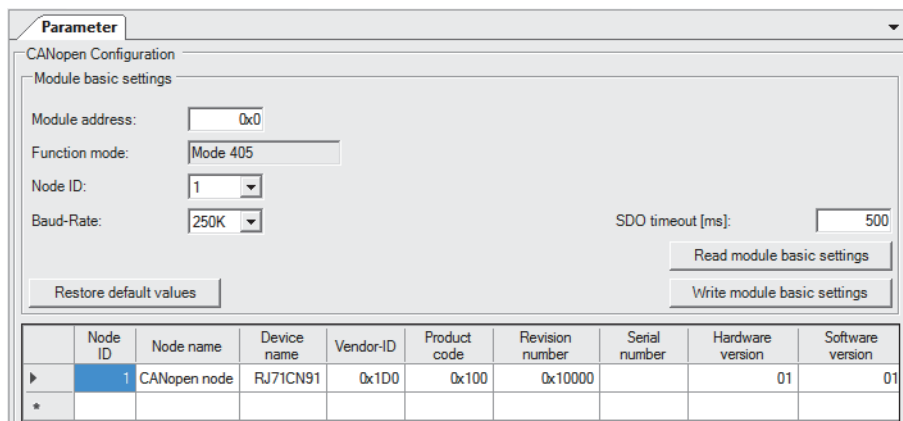 Parameter
CANopen Configuration
Module basic settings
Module address: 0x0
Function mode: Mode 405
Node ID: 1
Baud-Rate: 250K SDO timeout [ms]: 500
Read module basic settings
Restore default values Write module basic settings
Node ID Node name Device name Vendor-ID Product code Revision number Serial number Hardware version Software version
1 CANopen node RJ71CN91 0x1D0 0x100 0x10000 01 01
*